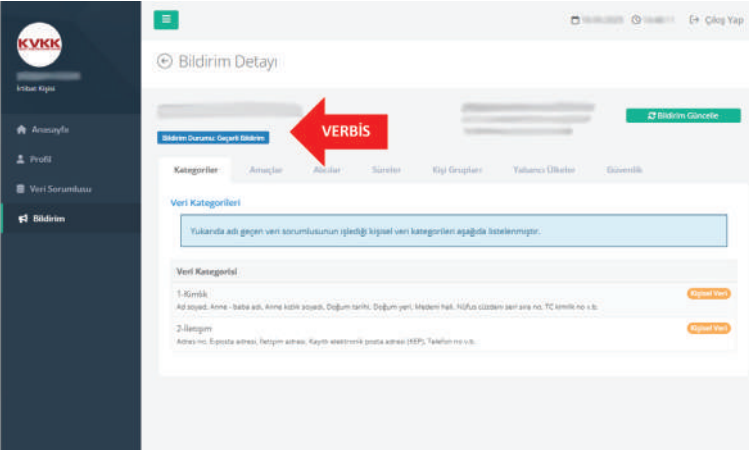 KVKK
İrtibat Kişisi
Anasayfa
Profil
Veri Sorumlusu
Bildirim
Çıkış Yap
Bildirim Detayı
Bildirim Durumu: Geçerli Bildirim
VERBİS
Bildirim Güncelle
Kategoriler Amaçlar Alıcılar Süreler Kişi Grupları Yabancı Ülkeler Güvenlik
Veri Kategorileri
Yukarıda adı geçen veri sorumlusunun işlediği kişisel veri kategorileri aşağıda listelenmiştir.
Veri Kategorisi
1-Kimlik
Kişisel Veri
Ad soyad, Anne - baba adı, Anne kızlık soyadı, Doğum tarihi, Doğum yeri, Medeni hali, Nüfus cüzdanı seri sıra no, TC kimlik no v.b.
2-İletişim
Kişisel Veri
Adres no, E-posta adresi, İletişim adresi, Kayıtlı elektronik posta adresi (KEP), Telefon no v.b.